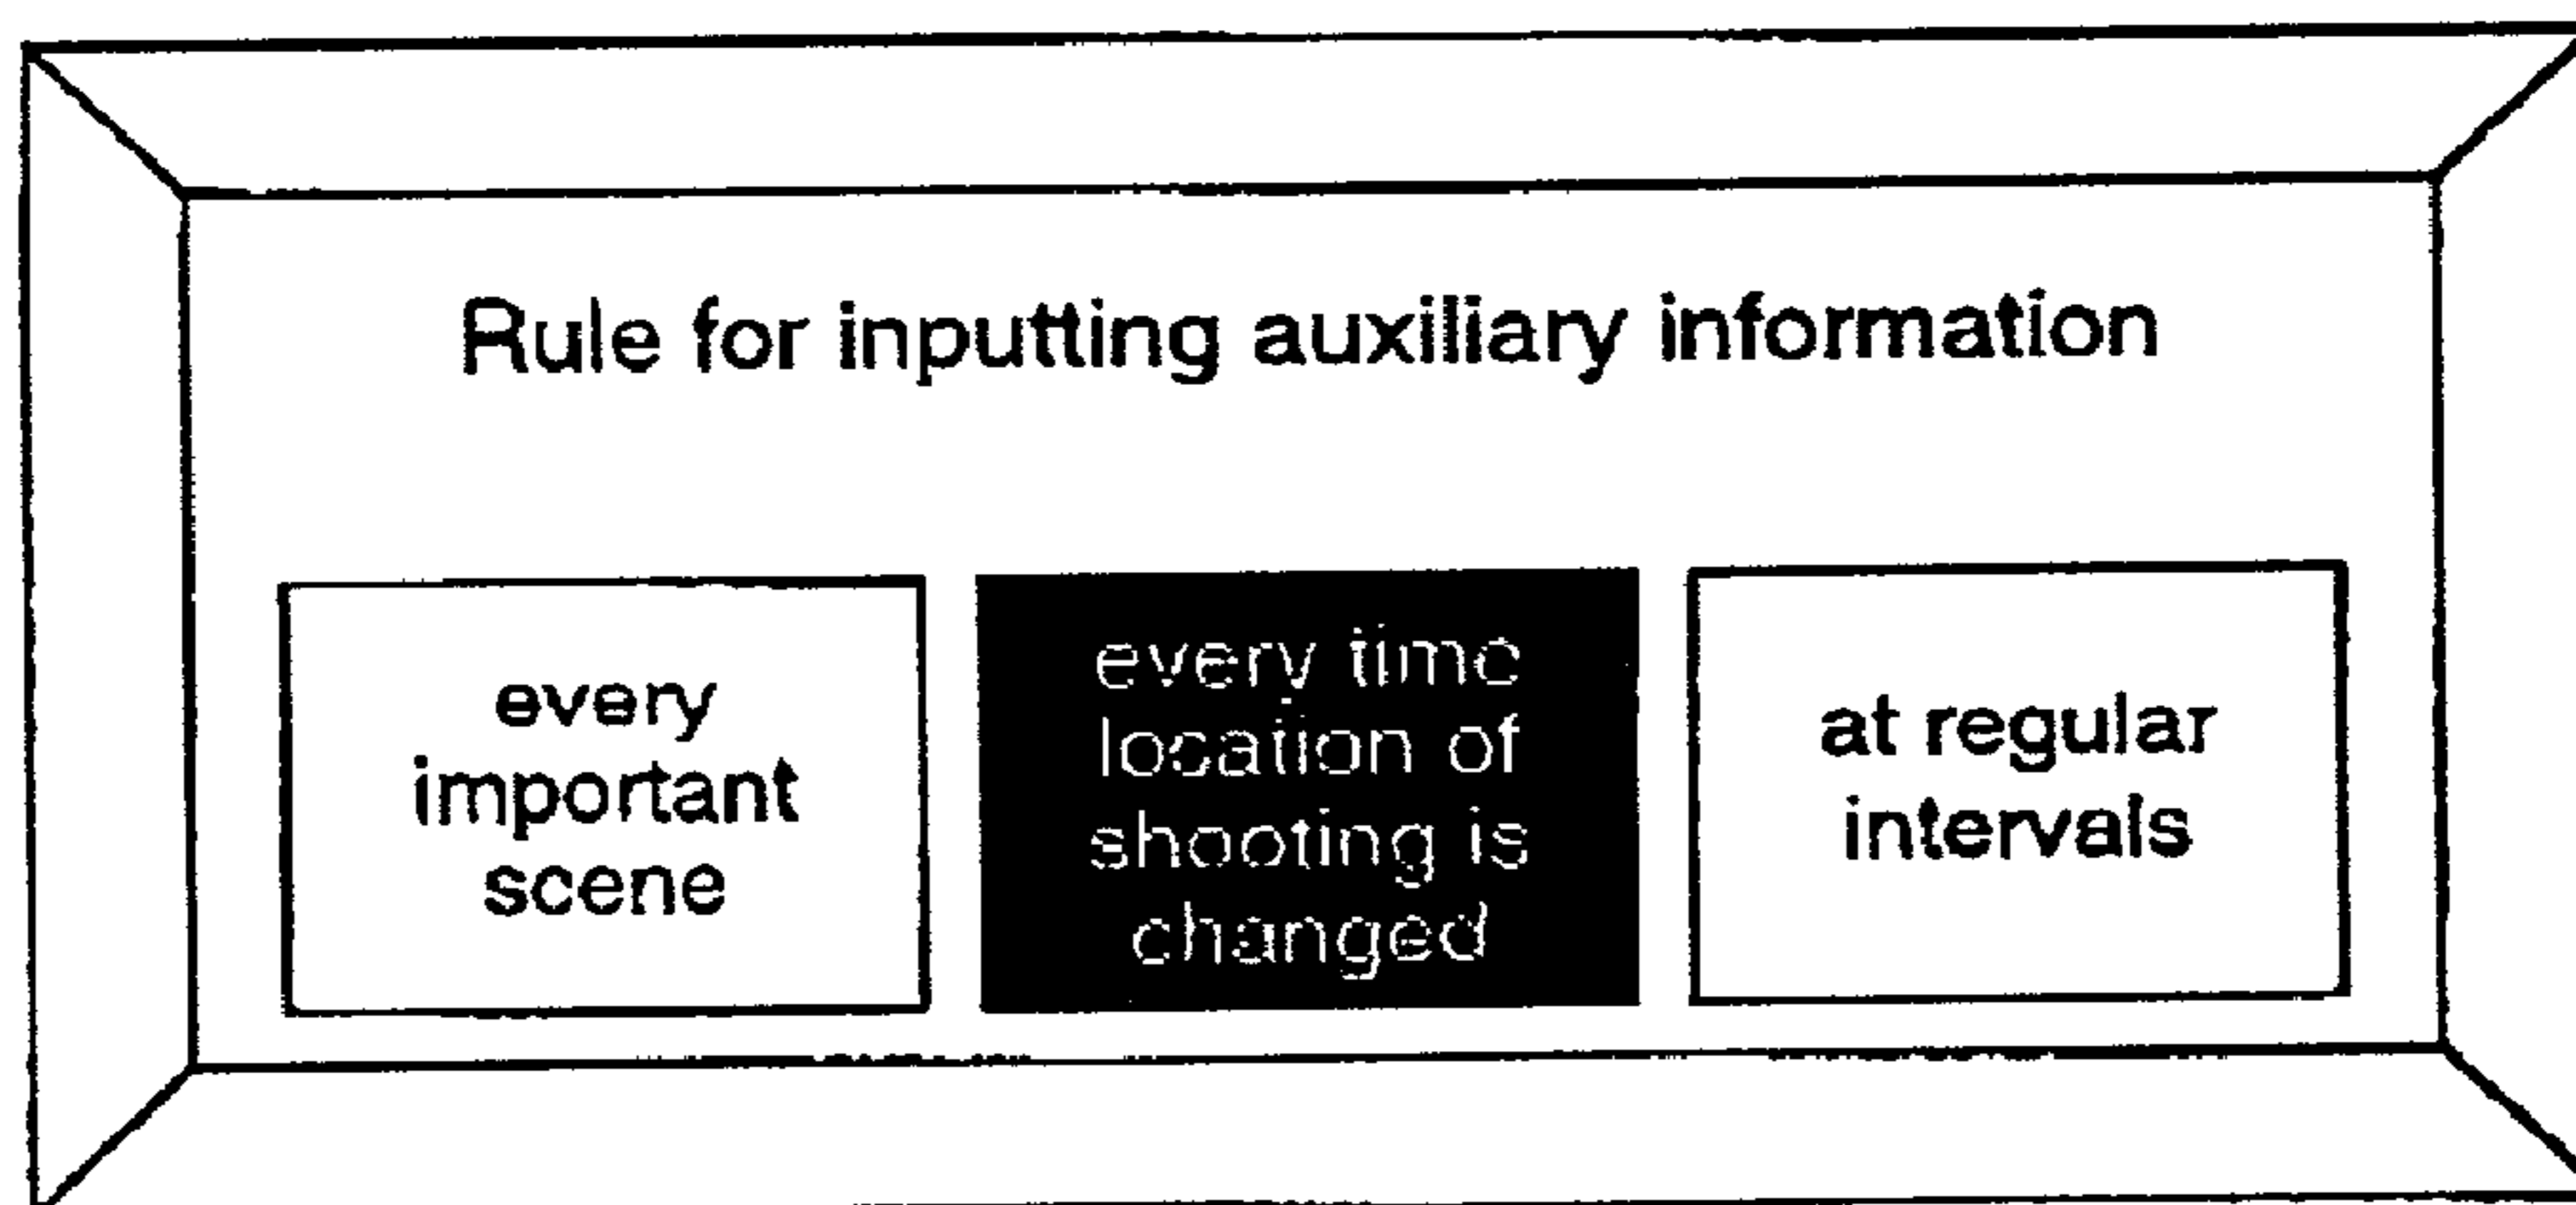 Rule for inputting auxiliary information
every
important
scene
every time
location of
shooting is
changed
at regular
intervals